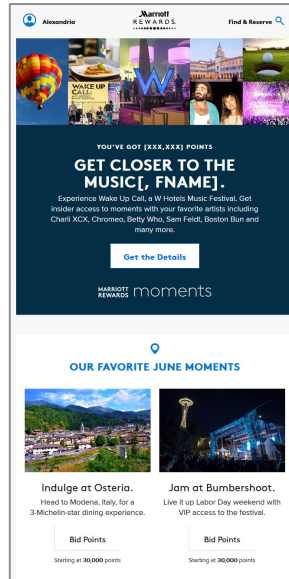 Alexandria
Marriott
REWARDS.
Find & Reserve
WAKE UP
CALL
W
HOTELS
YOU'VE GOT [XXX,XXX] POINTS
GET CLOSER TO THE
MUSIC[, FNAME].
Experience Wake Up Call, a W Hotels Music Festival. Get
insider access to moments with your favorite artists including
Charli XCX, Chromeo, Betty Who, Sam Feldt, Boston Bun and
many more.
Get the Details
MARRIOTT
REWARDS moments
OUR FAVORITE JUNE MOMENTS
Indulge at Osteria.
Head to Modena, Italy, for a
3-Michelin-star dining experience.
Bid Points
Starting at 30,000 points
Jam at Bumbershoot.
Live it up Labor Day weekend with
VIP access to the festival.
Bid Points
Starting at 30,000 points